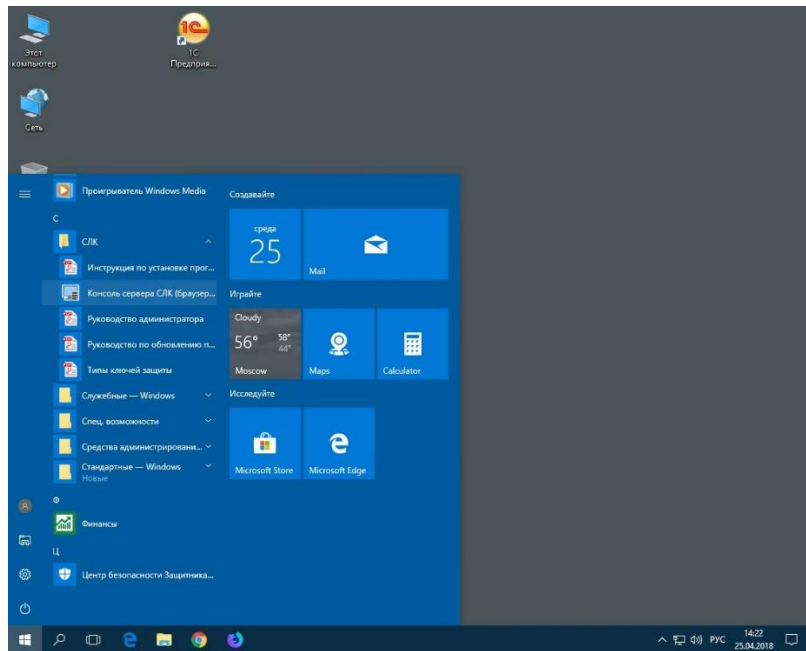 Этот
компьютер
1C
Предприя...
Сеть
Проигрыватель Windows Media
С
СЛК
Инструкция по установке прог...
Консоль сервера СЛК (браузер...
Руководство администратора
Руководство по обновлению п...
Типы ключей защиты
Служебные — Windows
Спец. возможности
Средства администрировани...
Стандартные — Windows
Новые
Ф
Финансы
Ц
Центр безопасности Защитника...
Создавайте
среда
25
Mail
Играйте
Cloudy
56° 58°
44°
Moscow
Maps
Calculator
Исследуйте
Microsoft Store
Microsoft Edge
РУС
14:22
25.04.2018